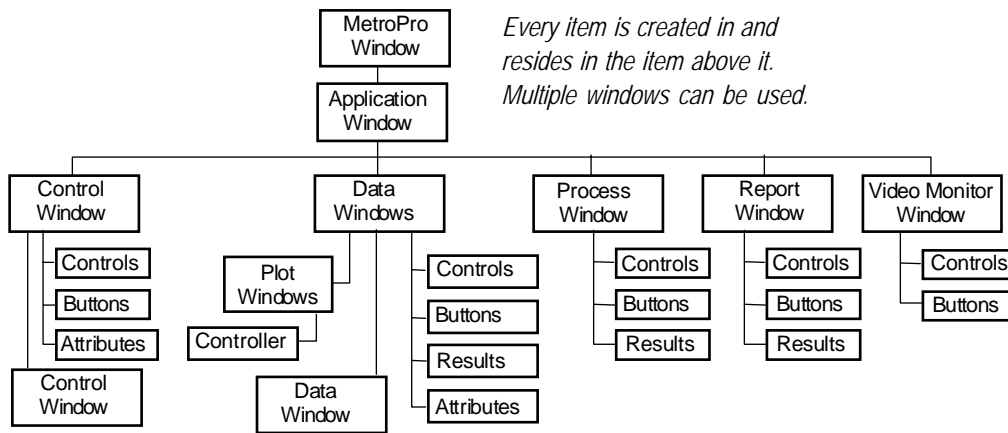 MetroPro
Window
Every item is created in and
resides in the item above it.
Multiple windows can be used.
Application
Window
Control
Window
Controls
Buttons
Attributes
Control
Window
Data
Windows
Plot
Windows
Controller
Data
Window
Controls
Buttons
Results
Attributes
Process
Window
Controls
Buttons
Results
Report
Window
Controls
Buttons
Results
Video Monitor
Window
Controls
Buttons